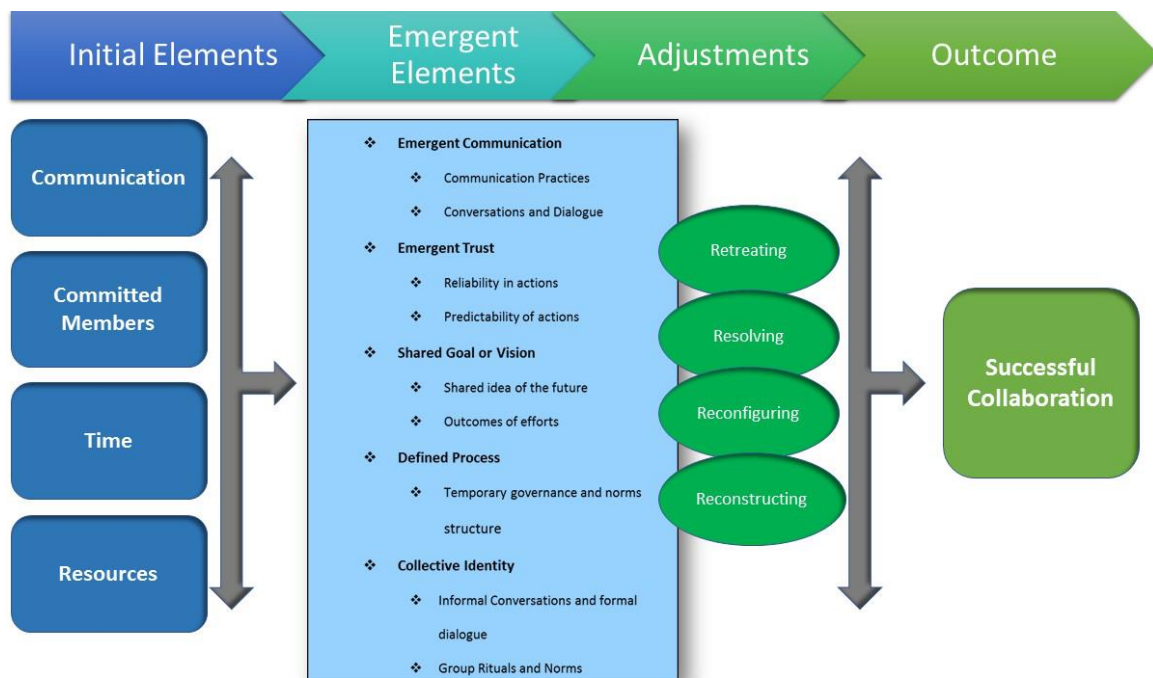 Initial Elements
Emergent
Elements
Adjustments
Outcome
Communication
Committed
Members
Time
Resources
❖ Emergent Communication
❖ Communication Practices
❖ Conversations and Dialogue
❖ Emergent Trust
❖ Reliability in actions
❖ Predictability of actions
❖ Shared Goal or Vision
❖ Shared idea of the future
❖ Outcomes of efforts
❖ Defined Process
❖ Temporary governance and norms
structure
❖ Collective Identity
❖ Informal Conversations and formal
dialogue
❖ Group Rituals and Norms
Retreating
Resolving
Reconfiguring
Reconstructing
Successful
Collaboration